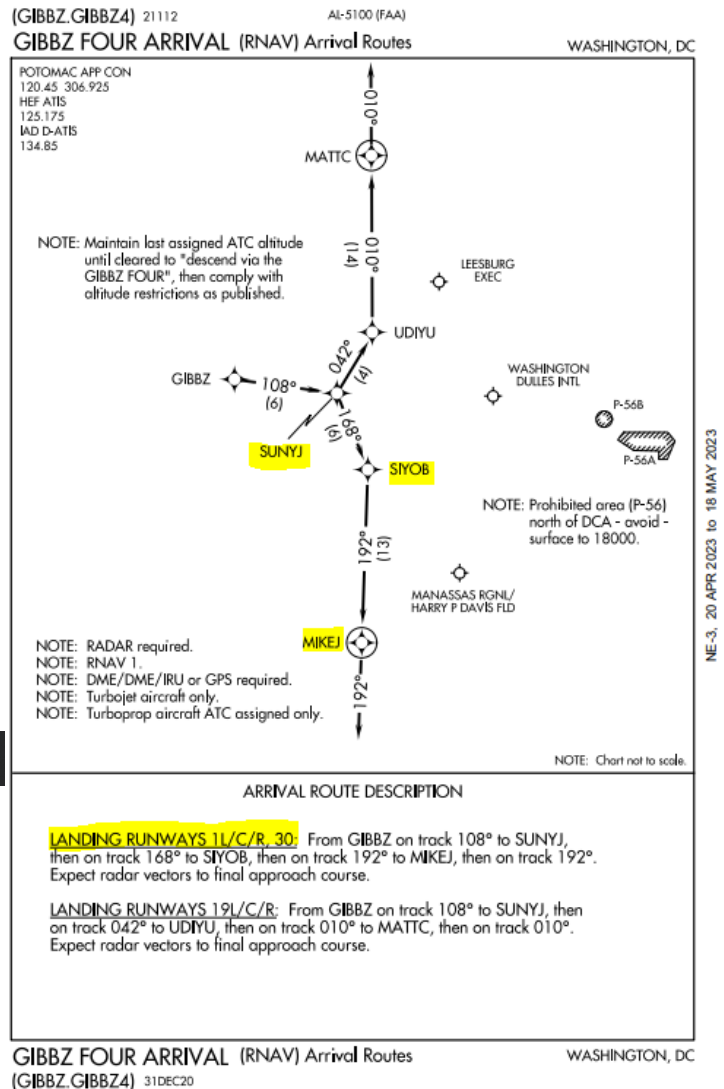 (GIBBZ.GIBBZ4) 21112
AL-5100 (FAA)
GIBBZ FOUR ARRIVAL (RNAV) Arrival Routes
WASHINGTON, DC
POTOMAC APP CON
120.45 306.925
HEF ATIS
125.175
IAD D-ATIS
134.85
010°
MATTC
NOTE: Maintain last assigned ATC altitude
until cleared to "descend via the
GIBBZ FOUR", then comply with
altitude restrictions as published.
010°
(14)
LEESBURG
EXEC
UDIYU
042°
(4)
GIBBZ
108°
(6)
WASHINGTON
DULLES INTL
P-56B
P-56A
168°
(6)
SUNYJ
SIYOB
NOTE: Prohibited area (P-56)
north of DCA - avoid -
surface to 18000.
192°
(13)
MANASSAS RGNL/
HARRY P DAVIS FLD
MIKEJ
192°
NOTE: RADAR required.
NOTE: RNAV 1.
NOTE: DME/DME/IRU or GPS required.
NOTE: Turbojet aircraft only.
NOTE: Turboprop aircraft ATC assigned only.
NOTE: Chart not to scale.
NE-3, 20 APR 2023 to 18 MAY 2023
ARRIVAL ROUTE DESCRIPTION
LANDING RUNWAYS 1L/C/R, 30: From GIBBZ on track 108° to SUNYJ,
then on track 168° to SIYOB, then on track 192° to MIKEJ, then on track 192°.
Expect radar vectors to final approach course.
LANDING RUNWAYS 19L/C/R: From GIBBZ on track 108° to SUNYJ, then
on track 042° to UDIYU, then on track 010° to MATTC, then on track 010°.
Expect radar vectors to final approach course.
GIBBZ FOUR ARRIVAL (RNAV) Arrival Routes
WASHINGTON, DC
(GIBBZ.GIBBZ4) 31DEC20